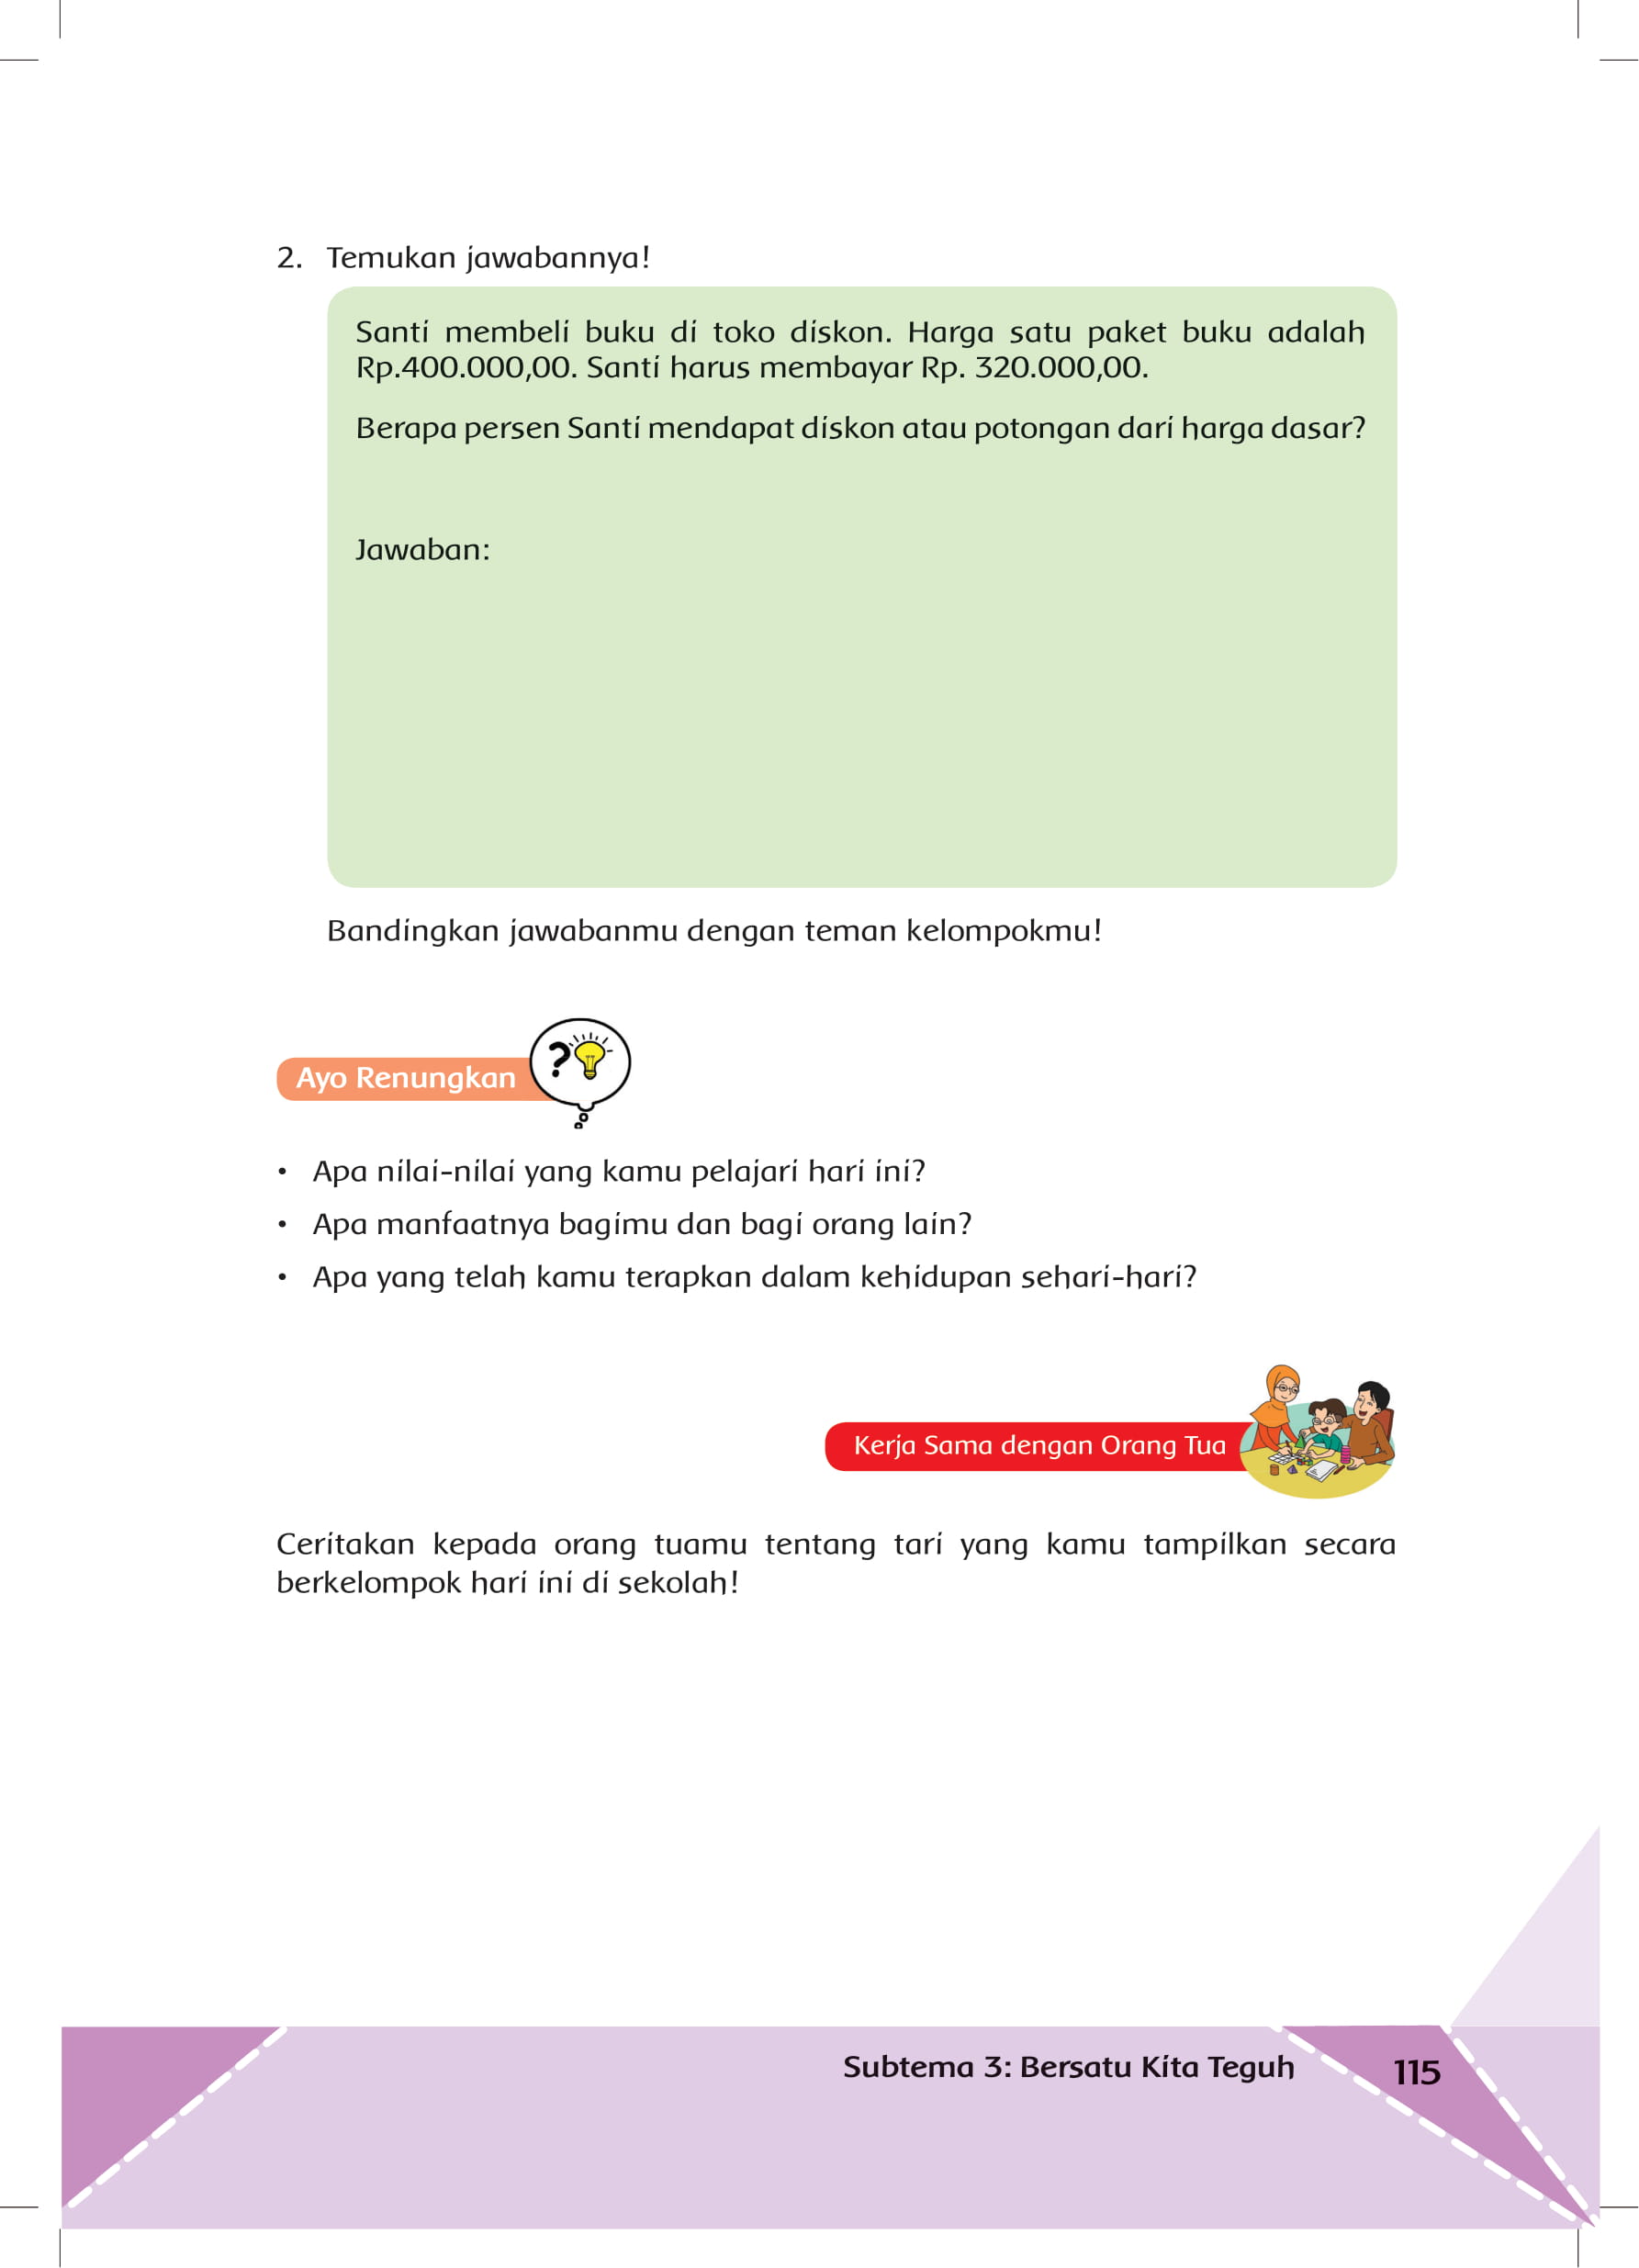 2. Temukan jawabannya!
Santi membeli buku di toko diskon. Harga satu paket buku adalah
Rp.400.000,00. Santi harus membayar Rp. 320.000,00.
Berapa persen Santi mendapat diskon atau potongan dari harga dasar?
Jawaban:
Bandingkan jawabanmu dengan teman kelompokmu!
Ayo Renungkan
?
• Apa nilai-nilai yang kamu pelajari hari ini?
• Apa manfaatnya bagimu dan bagi orang lain?
• Apa yang telah kamu terapkan dalam kehidupan sehari-hari?
Kerja Sama dengan Orang Tua
Ceritakan kepada orang tuamu tentang tari yang kamu tampilkan secara
berkelompok hari ini di sekolah!
Subtema 3: Bersatu Kita Teguh 115